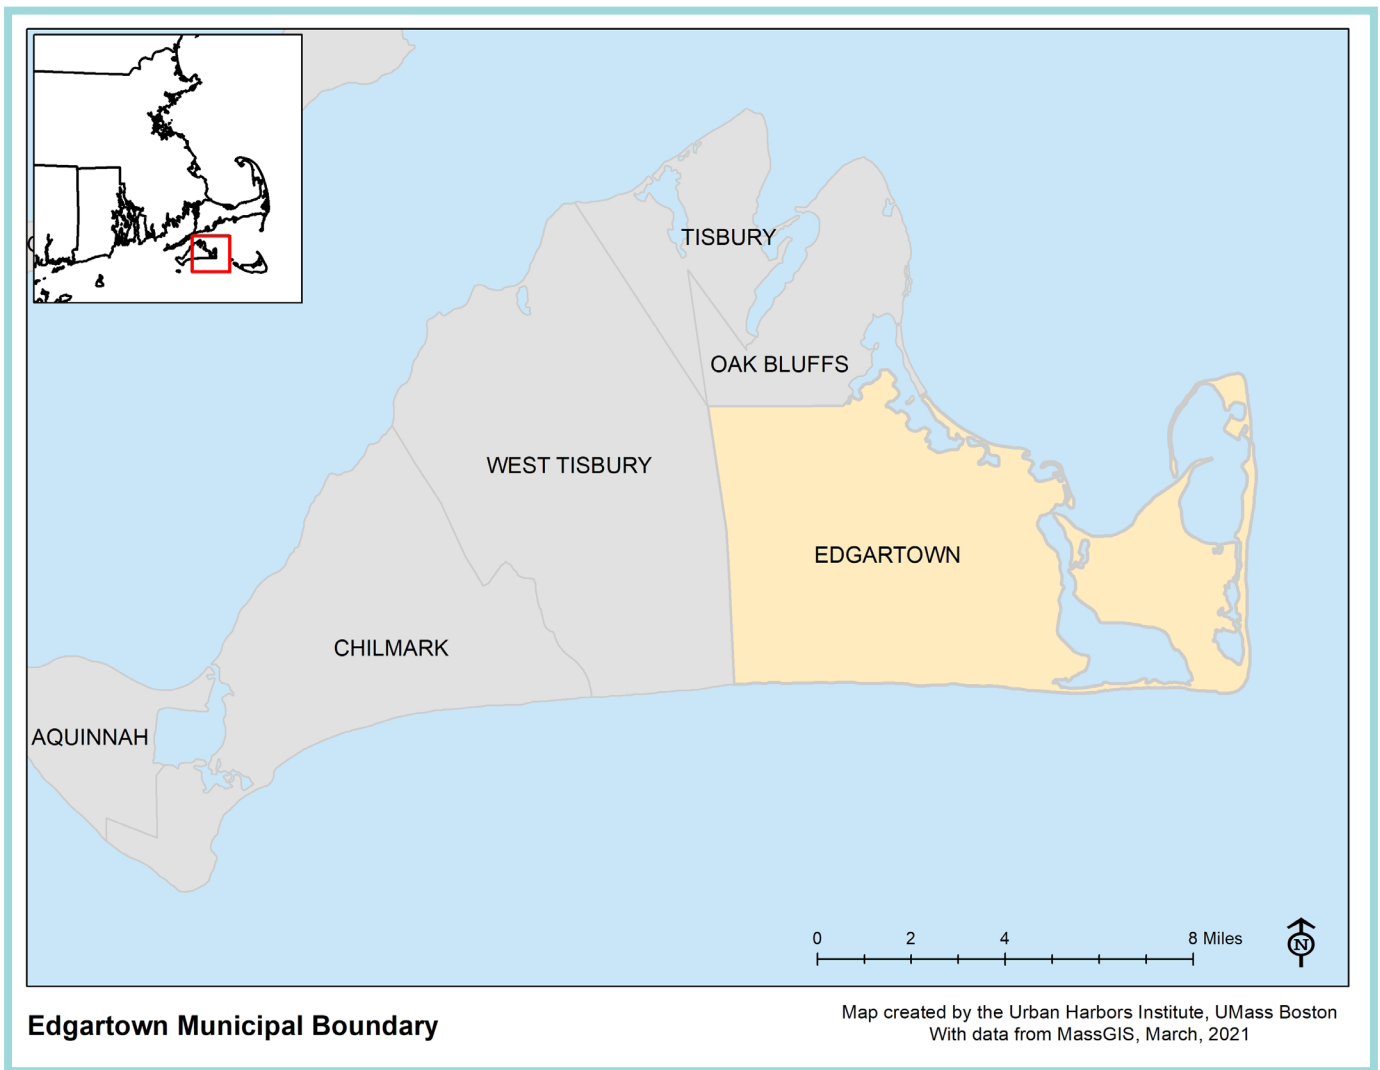 TISBURY
OAK BLUFFS
WEST TISBURY
EDGARTOWN
CHILMARK
AQUINNAH
0 2 4 8 Miles
N
Edgartown Municipal Boundary
Map created by the Urban Harbors Institute, UMass Boston
With data from MassGIS, March, 2021